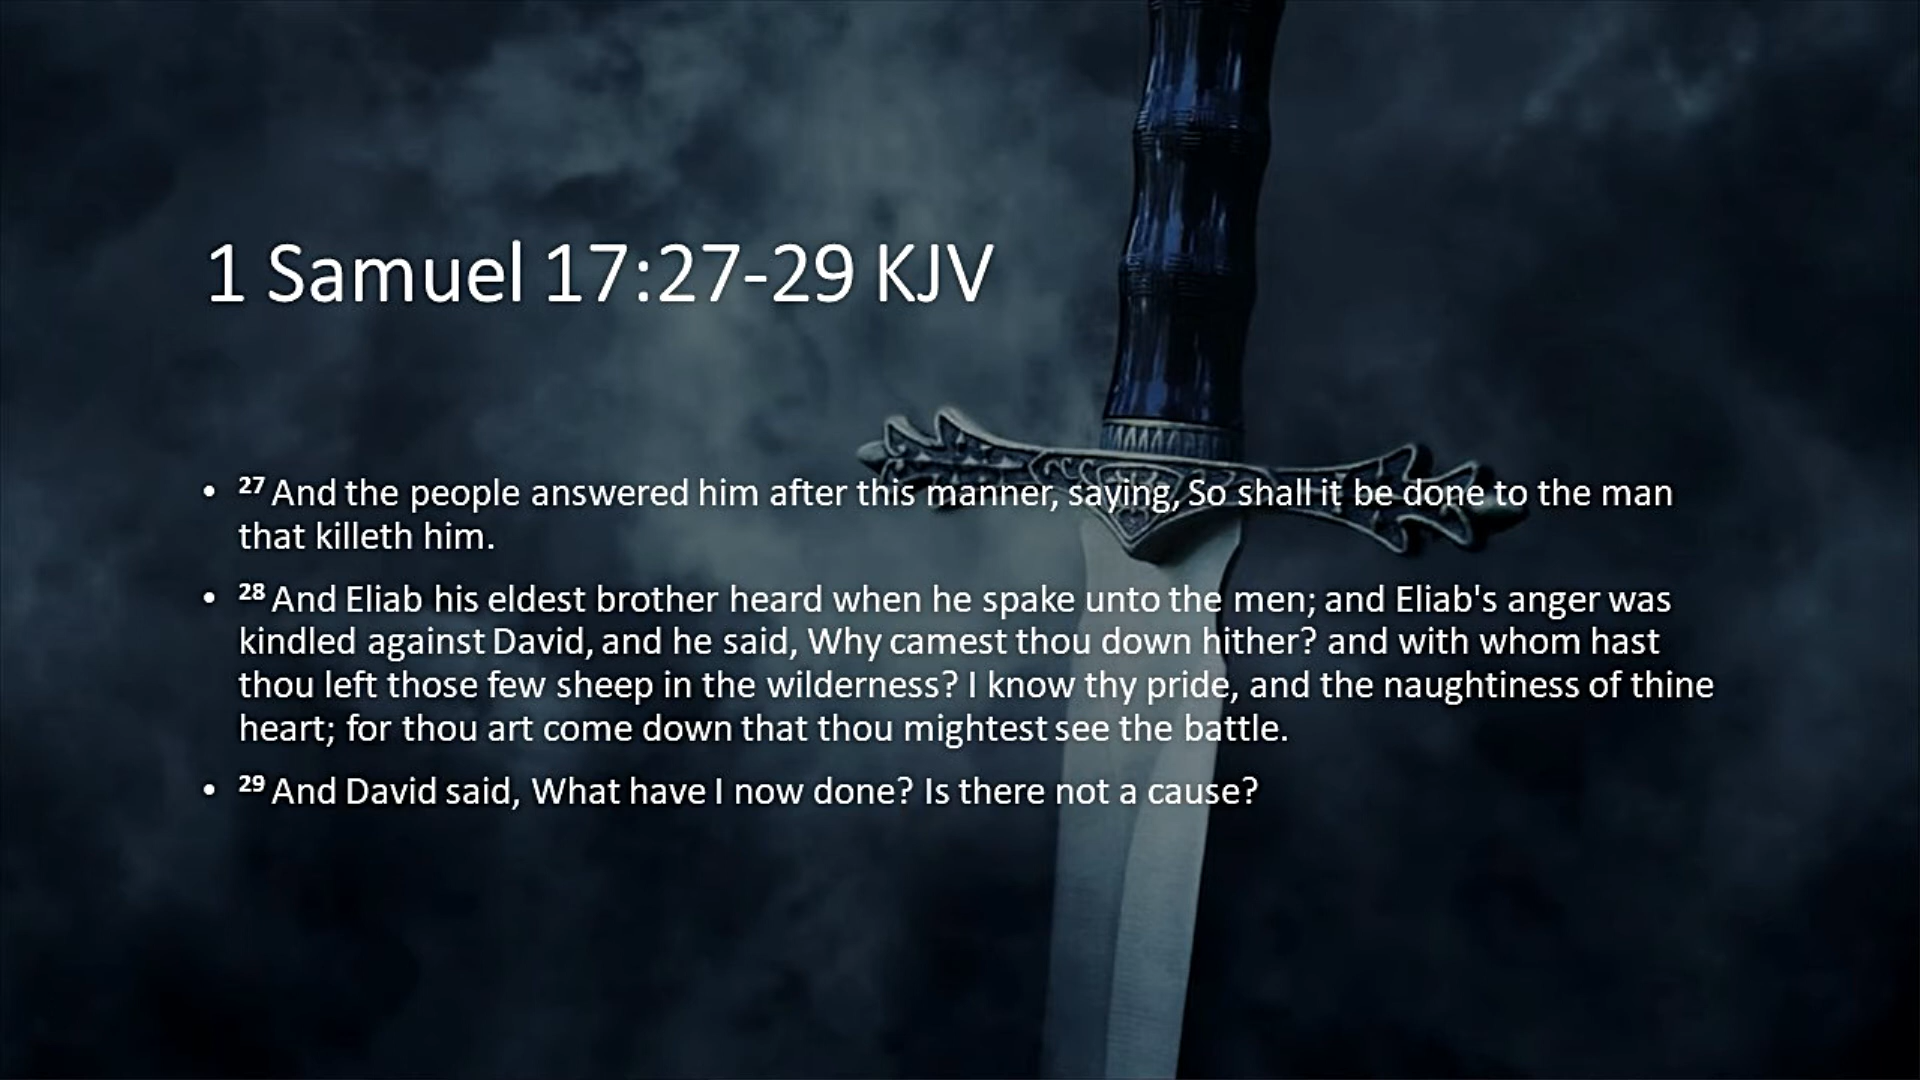 1 Samuel 17:27-29 KJV
• 27 And the people answered him after this manner, saying, So shall it be done to the man
that killeth him.
• 28 And Eliab his eldest brother heard when he spake unto the men; and Eliab's anger was
kindled against David, and he said, Why camest thou down hither? and with whom hast
thou left those few sheep in the wilderness? I know thy pride, and the naughtiness of thine
heart; for thou art come down that thou mightest see the battle.
• 29 And David said, What have I now done? Is there not a cause?